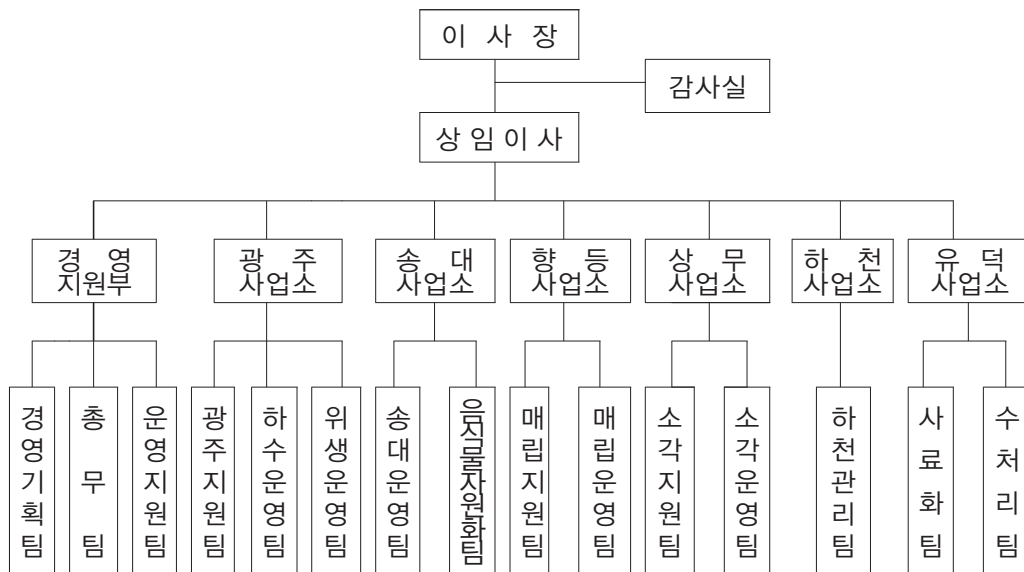 이 사 장
감사실
상임이사
경 영
지원부
광 주
사업소
송 대
사업소
향 등
사업소
상 무
사업소
하 천
사업소
유 덕
사업소
경영기획팀
총무팀
운영지원팀
광주지원팀
하수운영팀
위생운영팀
송대운영팀
음식물자원화팀
매립지원팀
매립운영팀
소각지원팀
소각운영팀
하천관리팀
사료화팀
수처리팀